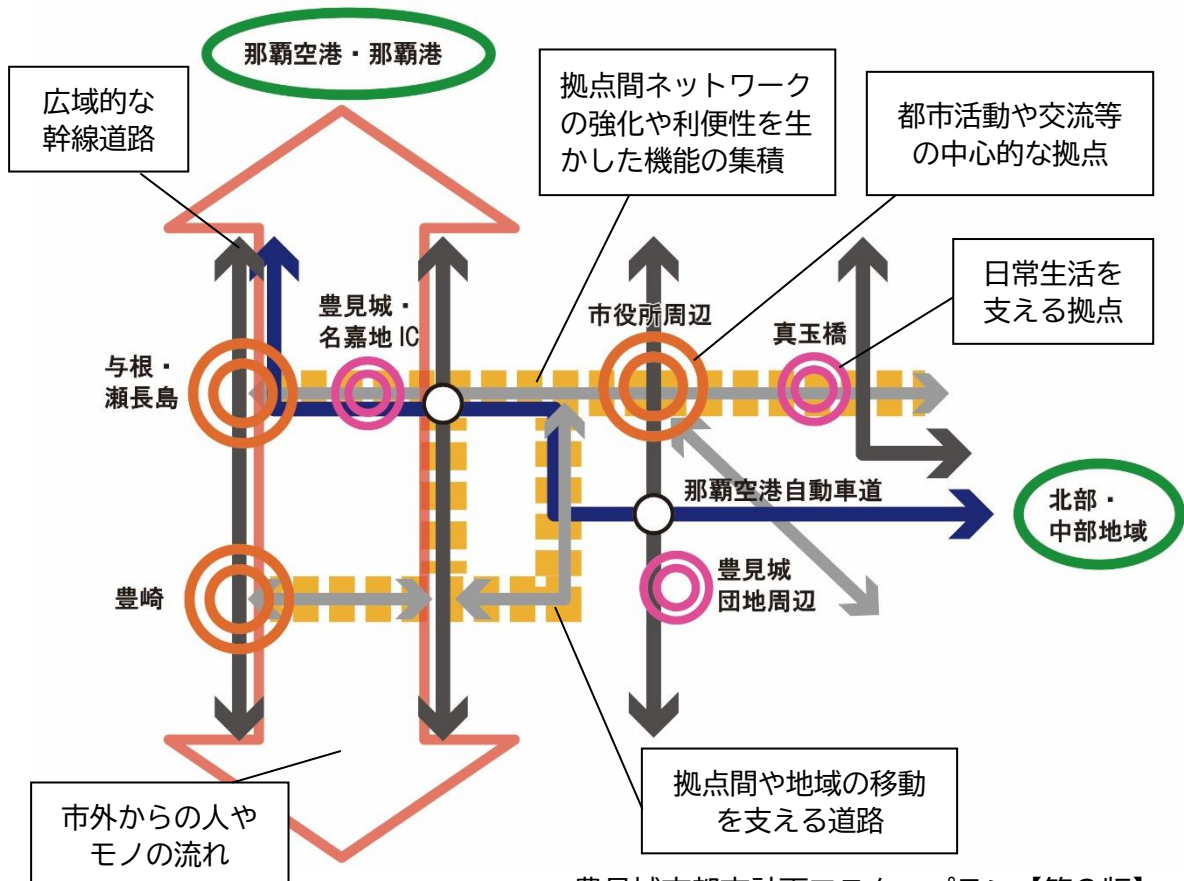 那覇空港・那覇港
広域的な
幹線道路
拠点間ネットワーク
の強化や利便性を生
かした機能の集積
都市活動や交流等
の中心的な拠点
日常生活を
支える拠点
豊見城・
名嘉地 IC
市役所周辺
真玉橋
与根・
瀬長島
那覇空港自動車道
北部・
中部地域
豊崎
豊見城
団地周辺
拠点間や地域の移動
を支える道路
市外からの人や
モノの流れ